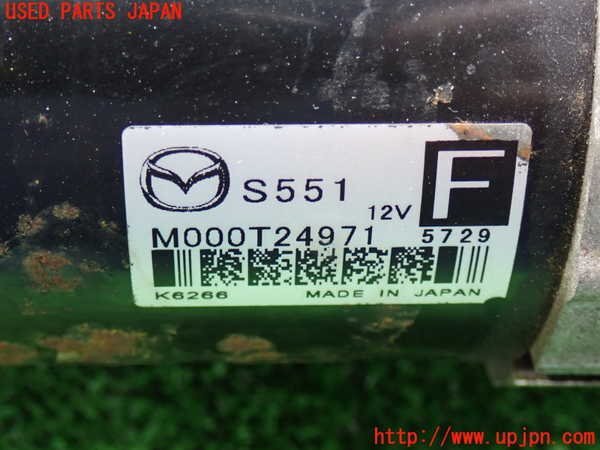 USED PARTS JAPAN
S551
12V
F
M000T24971 5729
K6266 MADE IN JAPAN
http://www.upjpn.com/